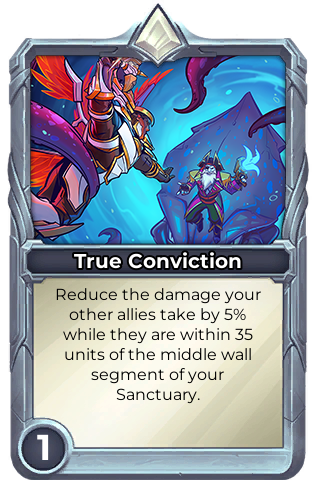 True Conviction
Reduce the damage your
other allies take by 5%
while they are within 35
units of the middle wall
segment of your
Sanctuary.
1